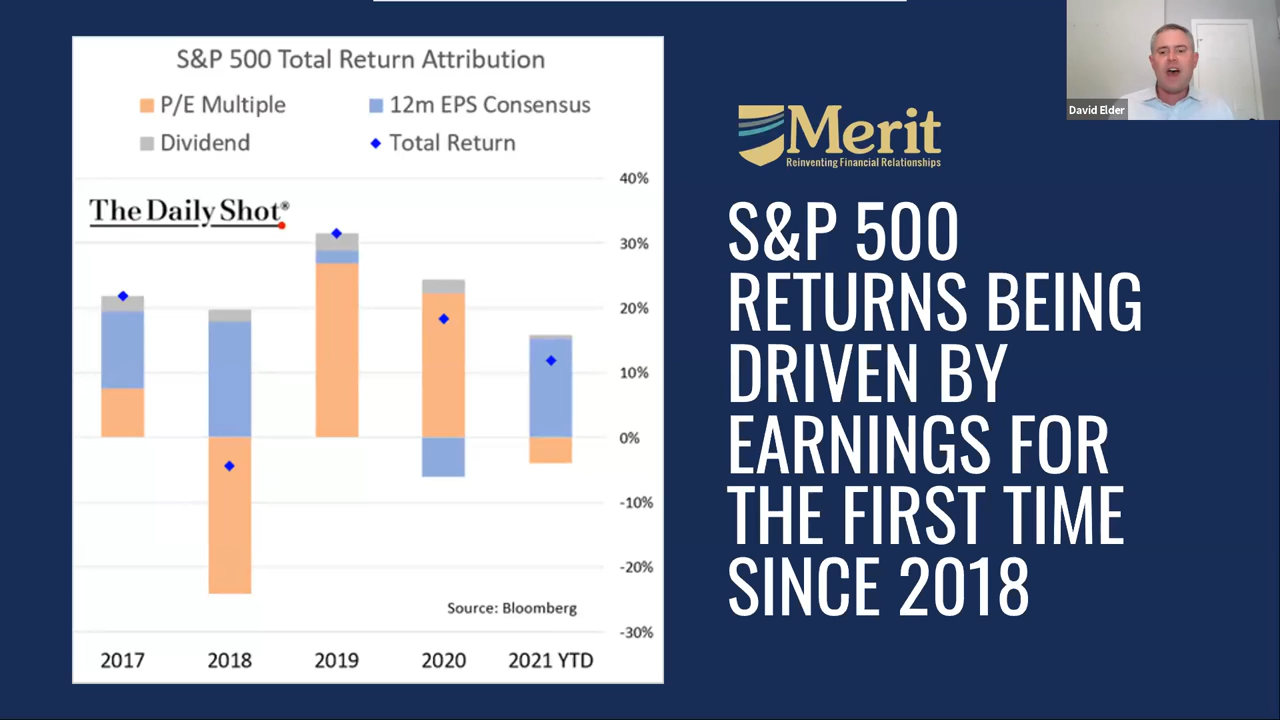 S&P 500 Total Return Attribution
P/E Multiple
12m EPS Consensus
Dividend
Total Return
40%
The Daily Shot®
30%
20%
10%
0%
-10%
-20%
Source: Bloomberg
-30%
2017
2018
2019
2020
2021 YTD
Merit
Reinventing Financial Relationships
S&P 500
RETURNS BEING
DRIVEN BY
EARNINGS FOR
THE FIRST TIME
SINCE 2018
David Elder